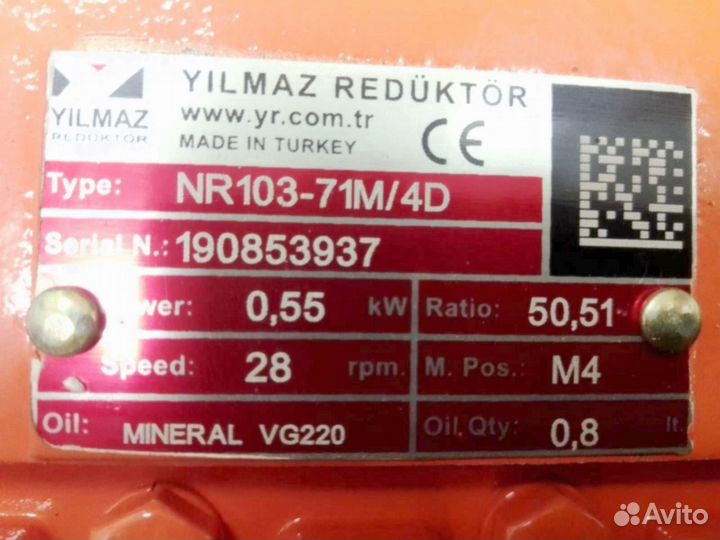 YILMAZ
REDÜKTÖR
YILMAZ REDÜKTÖR
www.yr.com.tr
MADE IN TURKEY
CE
Type: NR103-71M/4D
Serial N.: 190853937
wer: 0,55 kW Ratio: 50,51
Speed: 28 rpm. M. Pos.: M4
Oil: MINERAL VG220 Oil Qty: 0,8 lt.
Avito